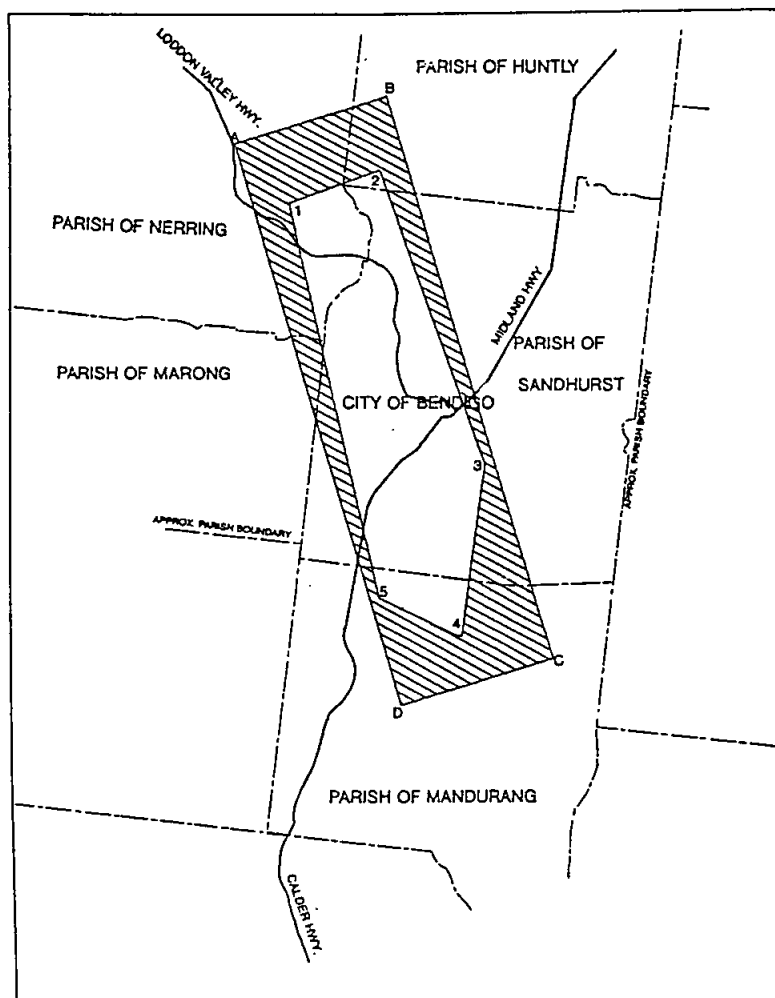 LODDON VALLEY HWY.
PARISH OF HUNTLY
B
A
2
1
PARISH OF NERRING
MIDLAND HWY
PARISH OF
SANDHURST
PARISH OF MARONG
CITY OF BENDIGO
3
APPROX. PARISH BOUNDARY
APPROX. PARISH BOUNDARY
5
4
C
D
PARISH OF MANDURANG
CALDER HWY.